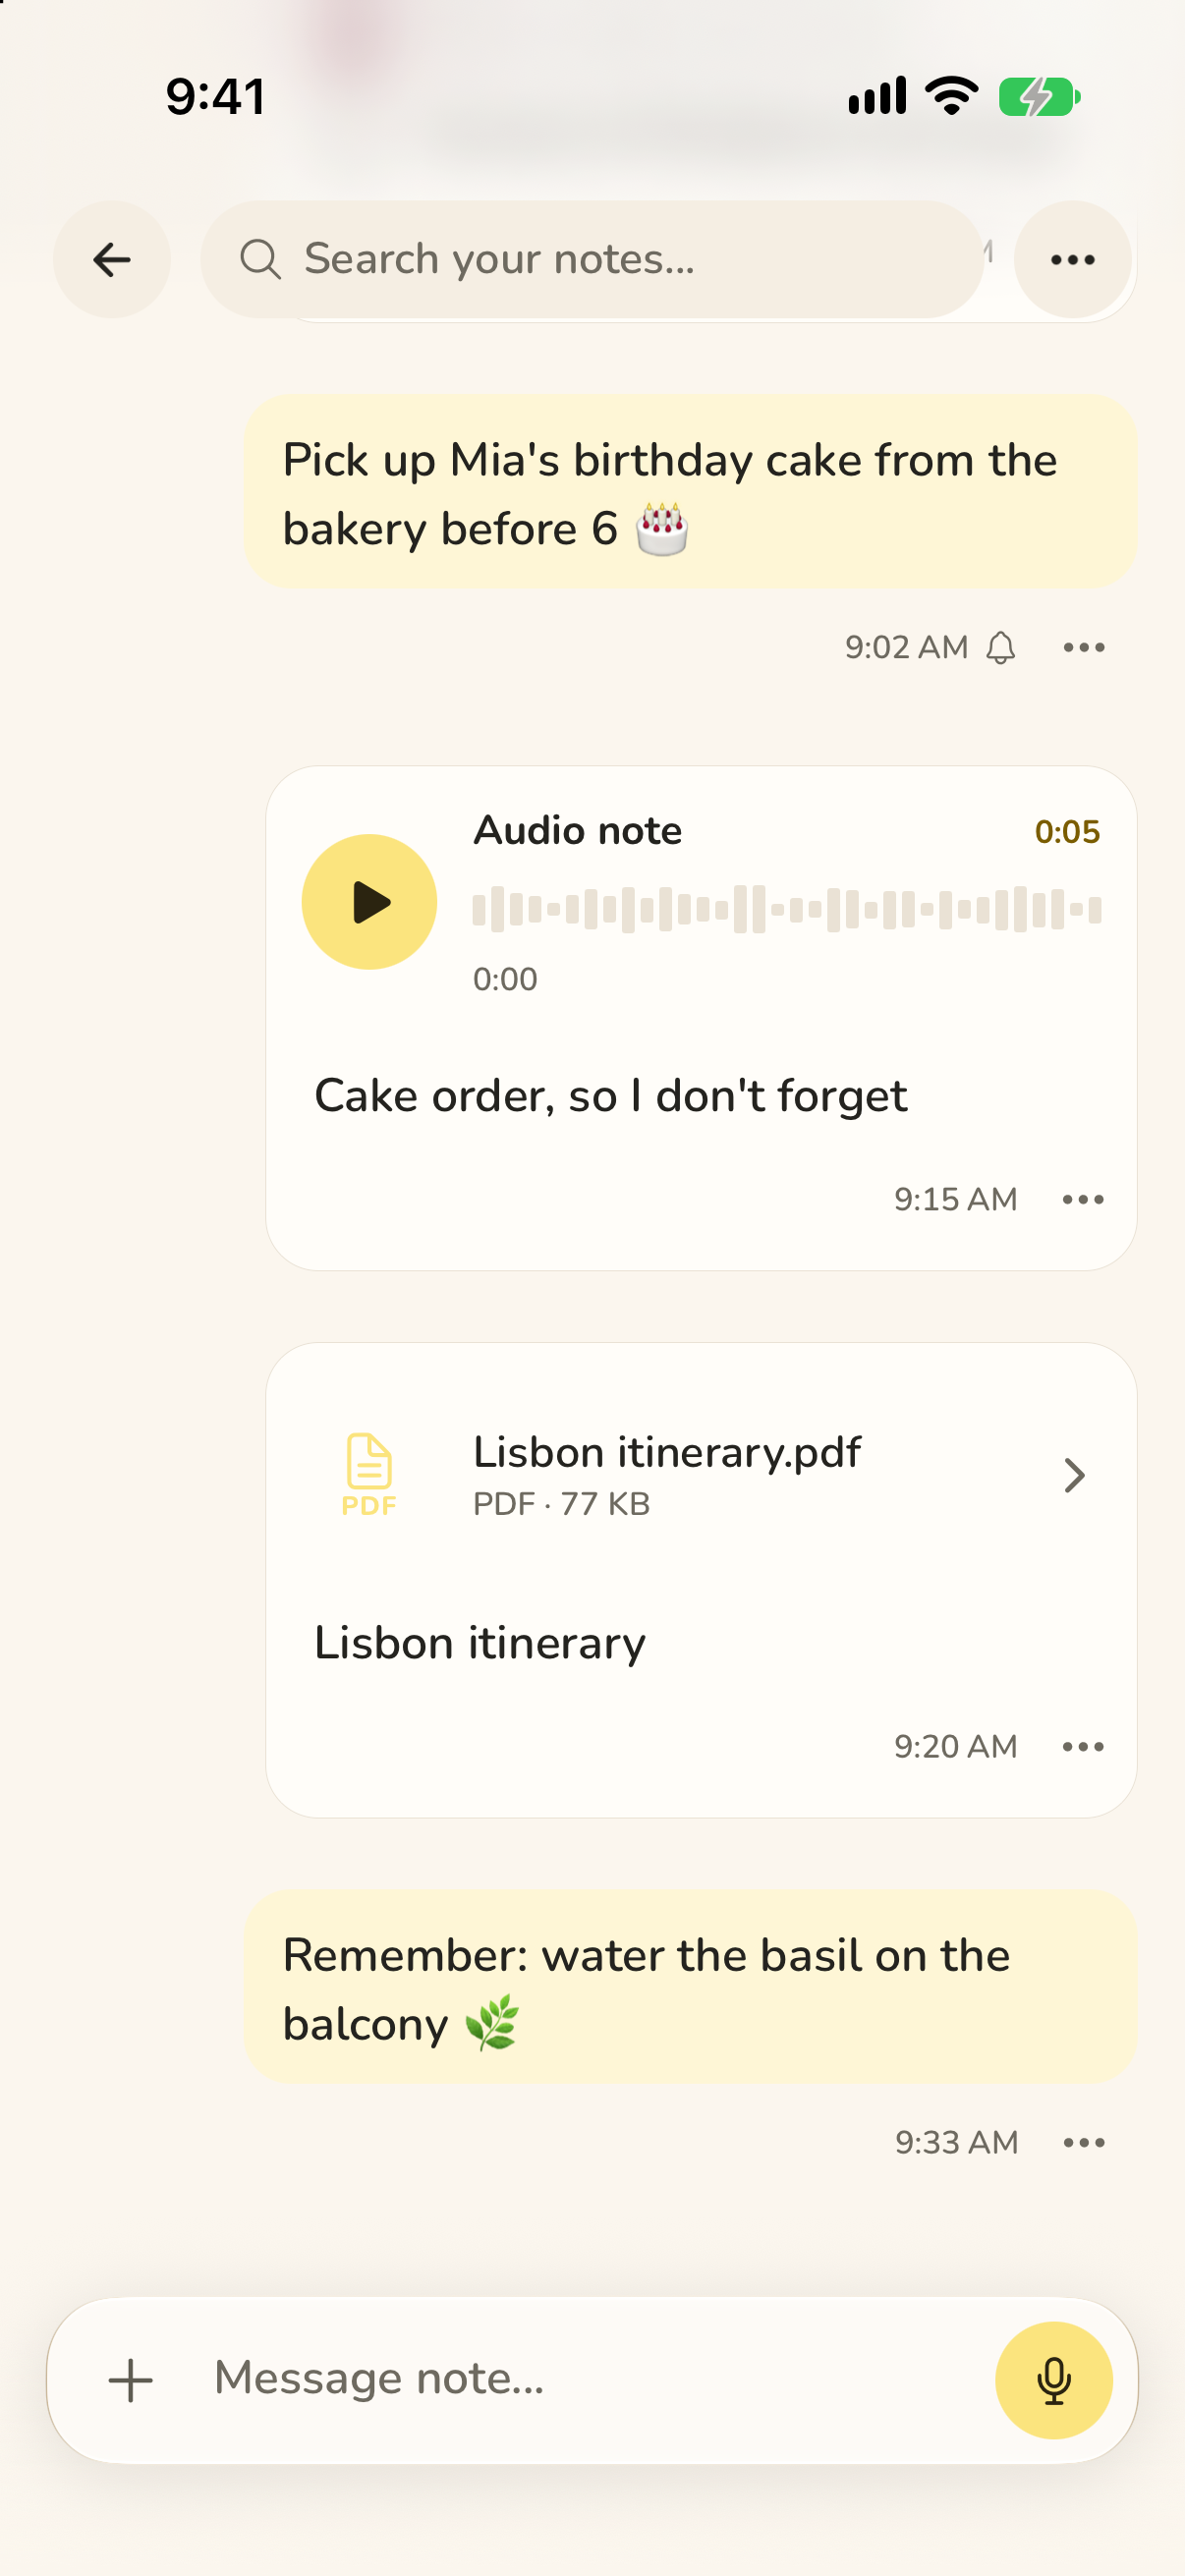 9:41
Search your notes...
Pick up Mia's birthday cake from the
bakery before 6 🎂
9:02 AM
Audio note
0:05
0:00
Cake order, so I don't forget
9:15 AM
Lisbon itinerary.pdf
PDF
PDF · 77 KB
Lisbon itinerary
9:20 AM
Remember: water the basil on the
balcony 🌿
9:33 AM
Message note...